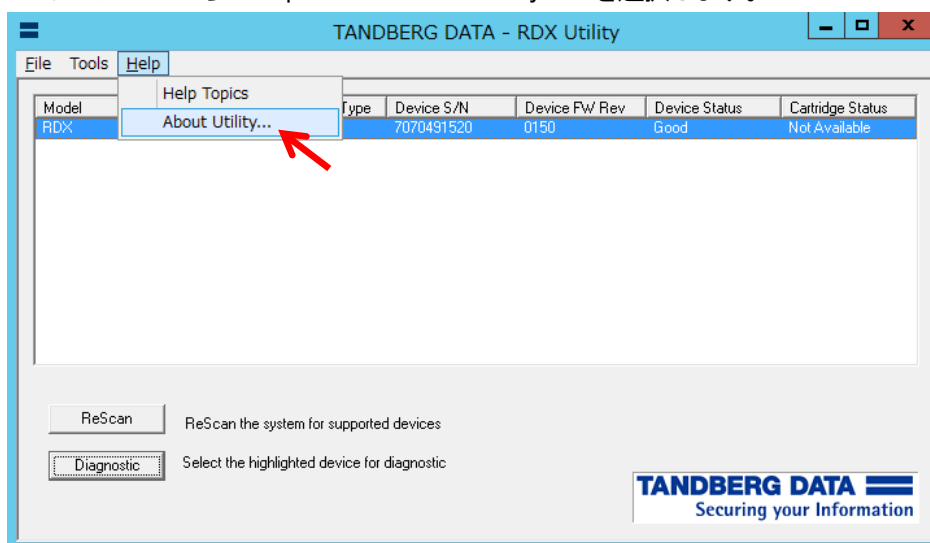 TANDBERG DATA - RDX Utility
File Tools Help
Help Topics
About Utility...
Model Type Device S/N Device FW Rev Device Status Cartridge Status
RDX 7070491520 0150 Good Not Available
ReScan ReScan the system for supported devices
Diagnostic Select the highlighted device for diagnostic
TANDBERG DATA
Securing your Information